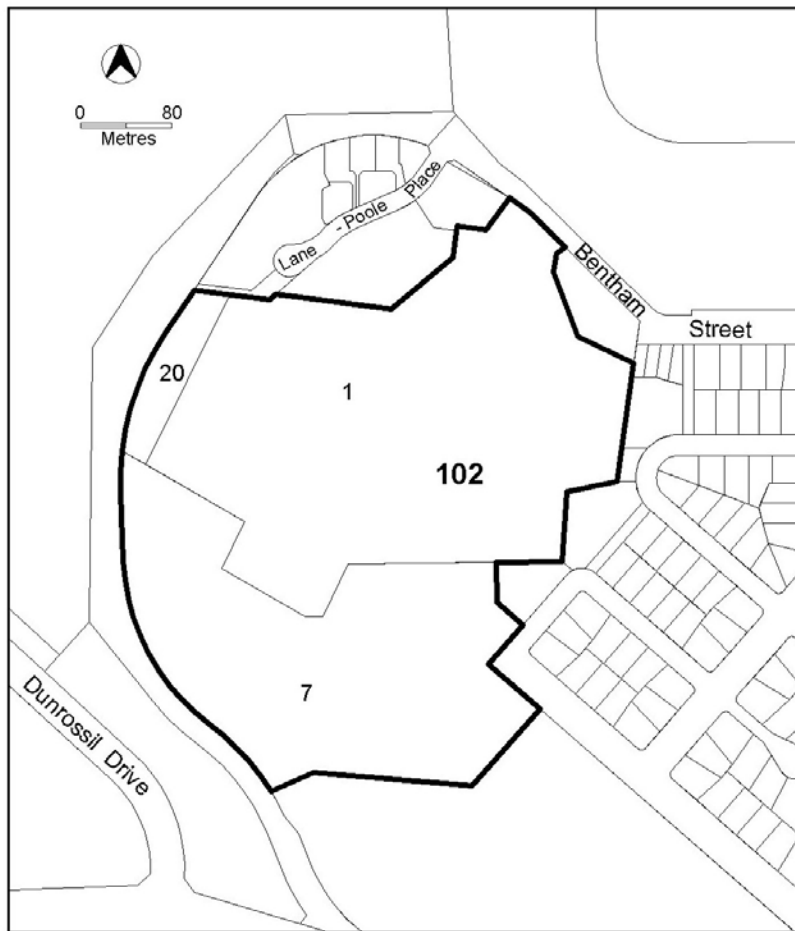 0 80
Metres
Lane - Poole Place
Bentham
Street
20
1
102
7
Dunrossil Drive